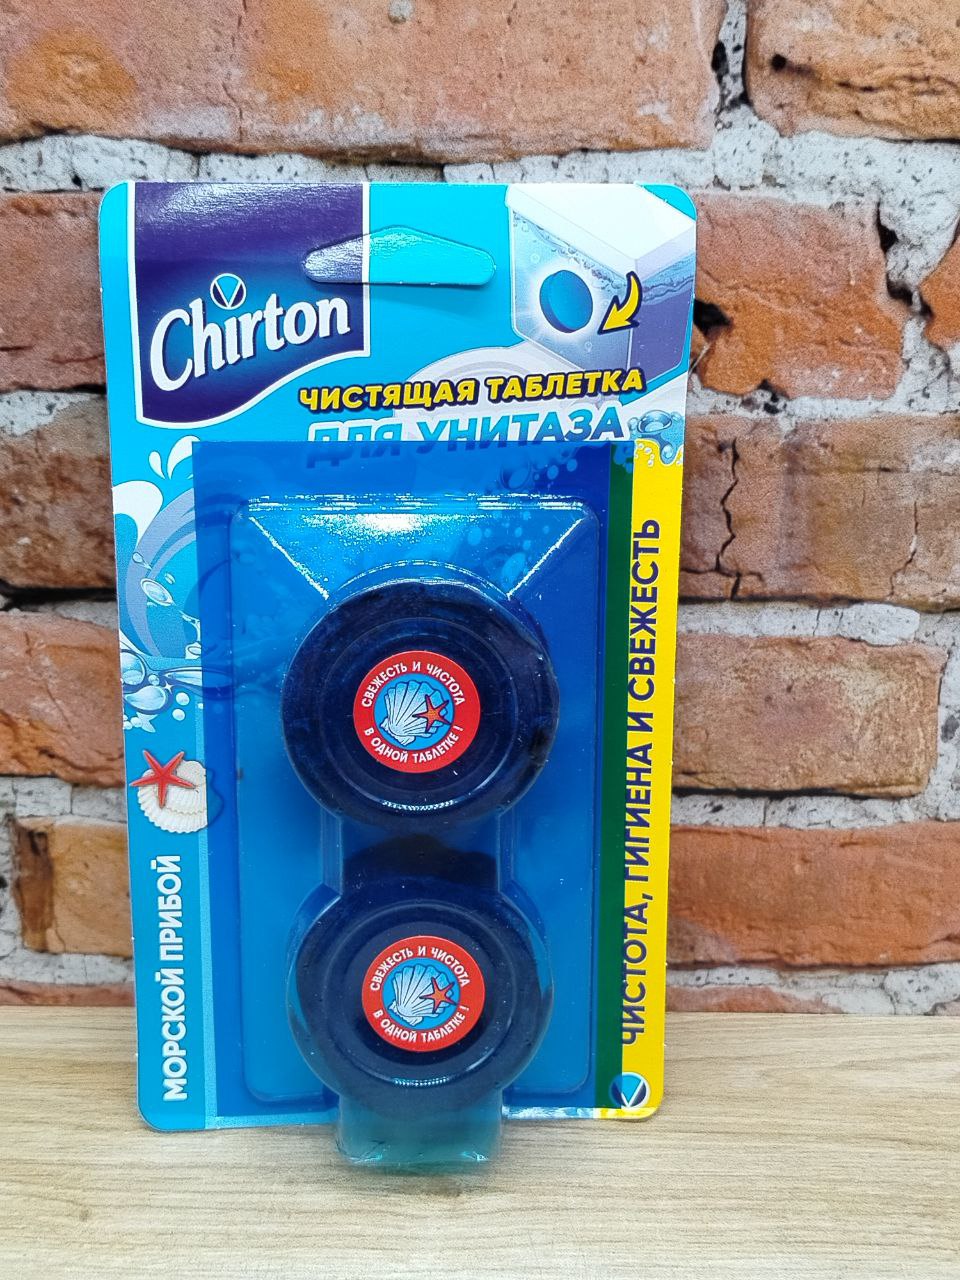 Chirton
ЧИСТЯЩАЯ ТАБЛЕТКА
ДЛЯ УНИТАЗА
СВЕЖЕСТЬ И ЧИСТОТА
В ОДНОЙ ТАБЛЕТКЕ!
СВЕЖЕСТЬ И ЧИСТОТА
В ОДНОЙ ТАБЛЕТКЕ!
МОРСКОЙ ПРИБОЙ
ЧИСТОТА, ГИГИЕНА И СВЕЖЕСТЬ